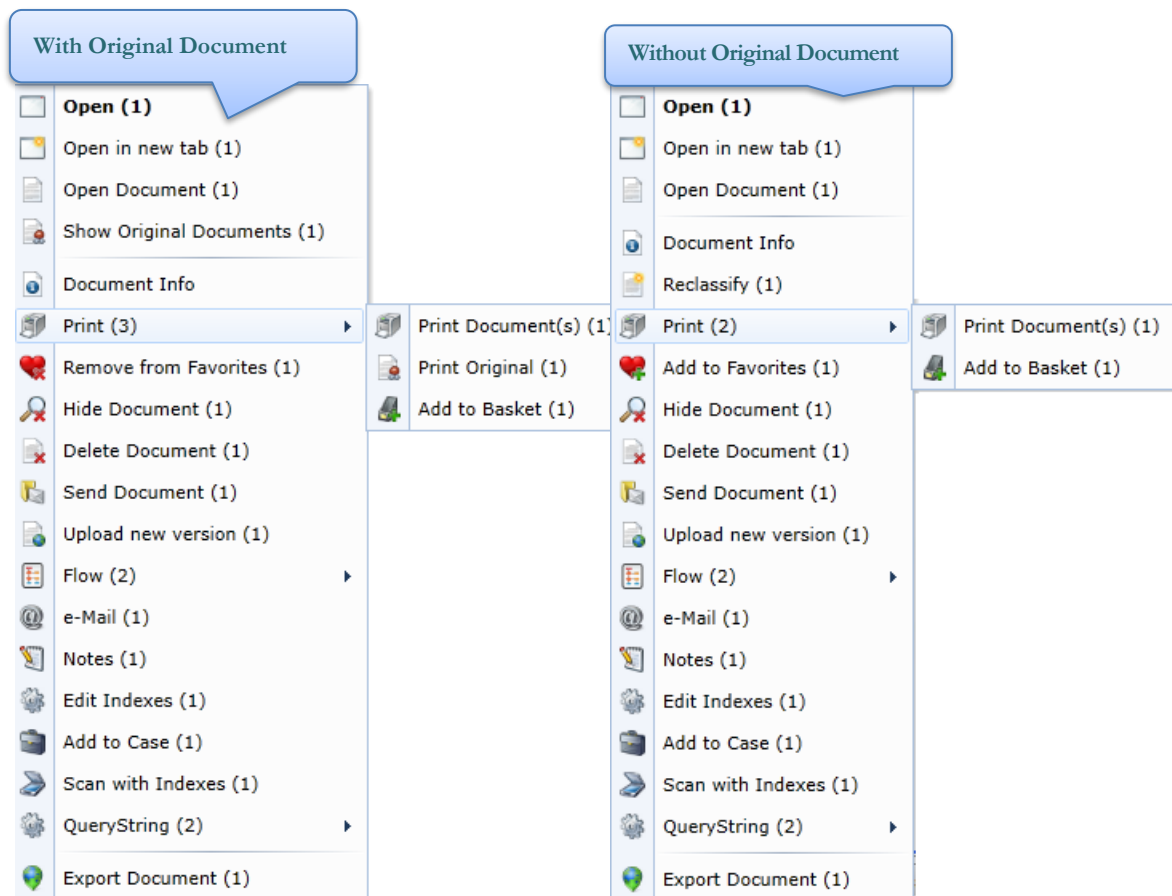 With Original Document
Open (1)
Open in new tab (1)
Open Document (1)
Show Original Documents (1)
Document Info
Print (3)
Remove from Favorites (1)
Hide Document (1)
Delete Document (1)
Send Document (1)
Upload new version (1)
Flow (2)
e-Mail (1)
Notes (1)
Edit Indexes (1)
Add to Case (1)
Scan with Indexes (1)
QueryString (2)
Export Document (1)
Print Document(s) (1)
Print Original (1)
Add to Basket (1)
Without Original Document
Open (1)
Open in new tab (1)
Open Document (1)
Document Info
Reclassify (1)
Print (2)
Add to Favorites (1)
Hide Document (1)
Delete Document (1)
Send Document (1)
Upload new version (1)
Flow (2)
e-Mail (1)
Notes (1)
Edit Indexes (1)
Add to Case (1)
Scan with Indexes (1)
QueryString (2)
Export Document (1)
Print Document(s) (1)
Add to Basket (1)